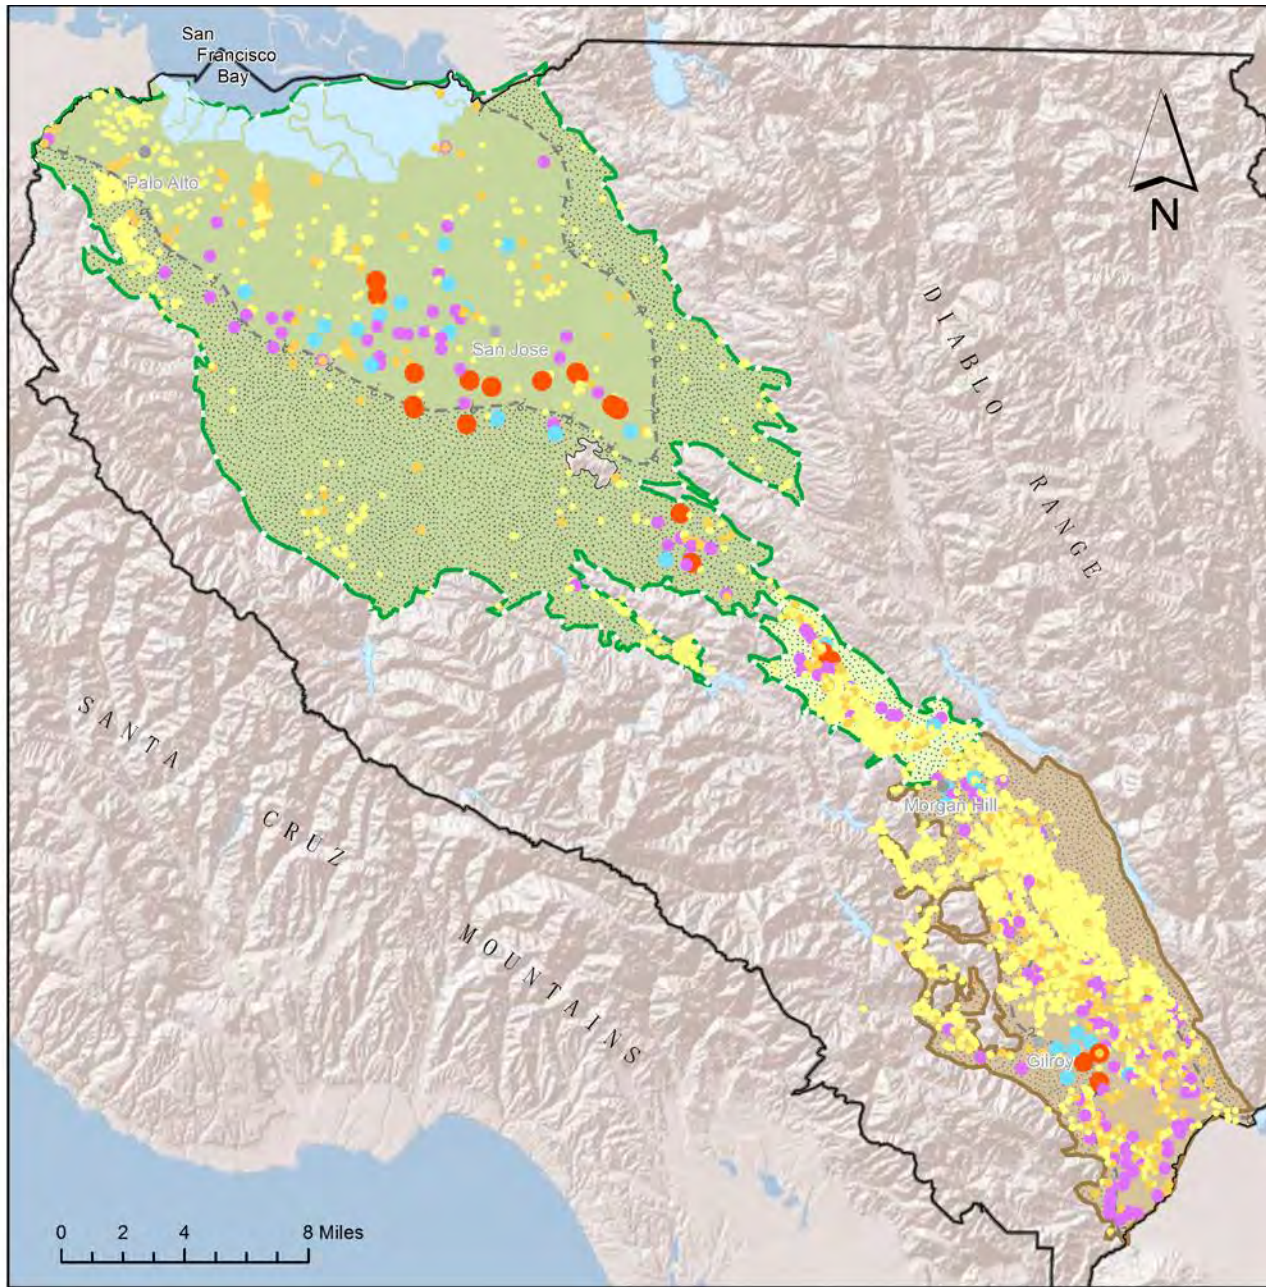 San
Francisco
Bay
Palo Alto
N
DIABLO
RANGE
San Jose
SANTA
CRUZ
MOUNTAINS
Morgan Hill
Gilroy
0 2 4 8 Miles